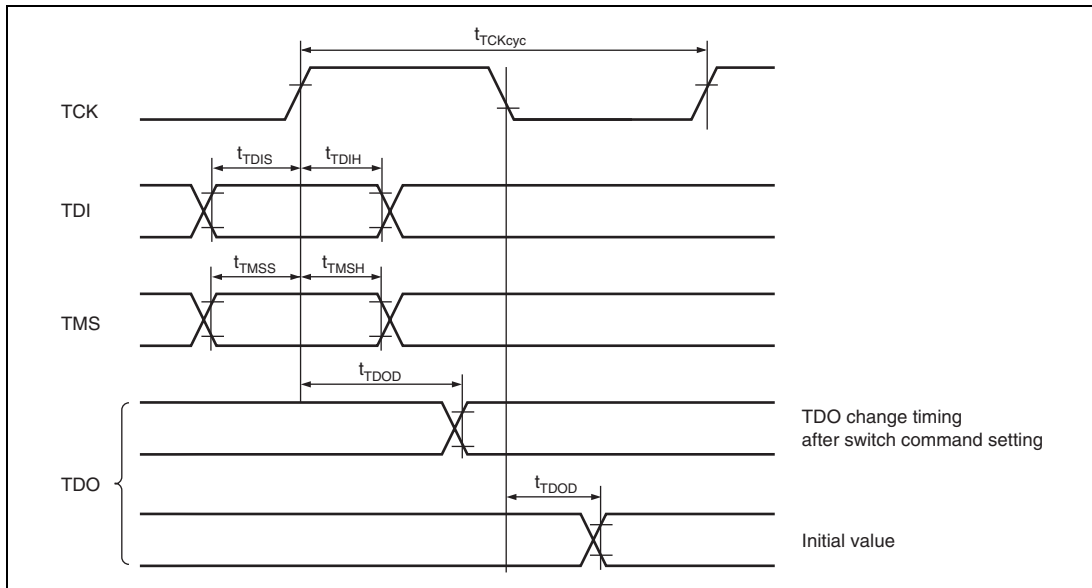 tTCKcyc
TCK
tTDIS
tTDIH
TDI
tTMSS
tTMSH
TMS
tTDOD
TDO change timing
after switch command setting
TDO
tTDOD
Initial value